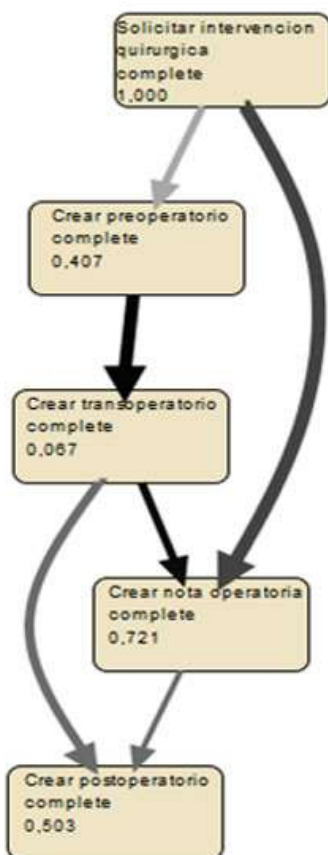 Solicitar intervencion
quirurgica
complete
1,000
Crear preoperatorio
complete
0,407
Crear transoperatorio
complete
0,067
Crear nota operatoria
complete
0,721
Crear postoperatorio
complete
0,503